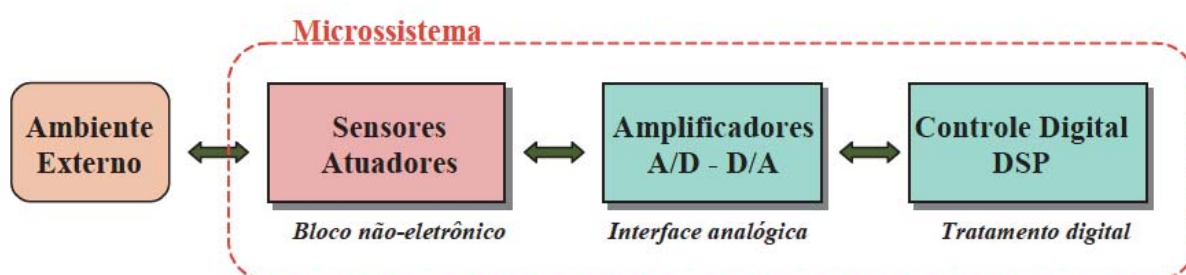 Microssistema
Ambiente
Externo
Sensores
Atuadores
Amplificadores
A/D - D/A
Controle Digital
DSP
Bloco não-eletrônico
Interface analógica
Tratamento digital